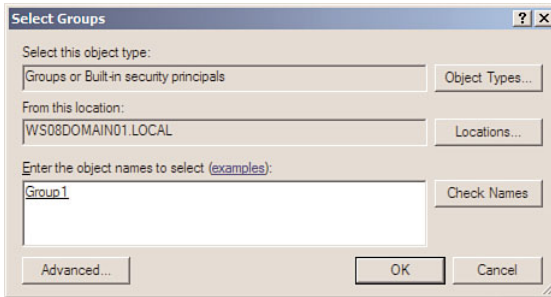 Select Groups
Select this object type:
Groups or Built-in security principals
Object Types...
From this location:
WS08DOMAIN01.LOCAL
Locations...
Enter the object names to select (examples):
Group1
Check Names
Advanced...
OK
Cancel